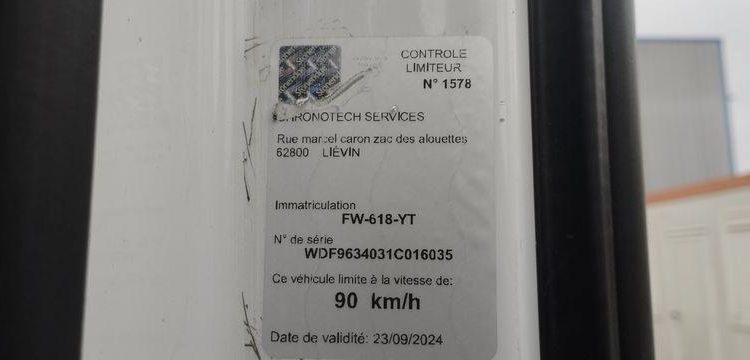 CONTROLE
LIMITEUR
N° 1578
CHRONOTECH SERVICES
Rue marcel caron zac des alouettes
62800 LIÉVIN
Immatriculation
FW-618-YT
N° de série
WDF9634031C016035
Ce véhicule limite à la vitesse de:
90 km/h
Date de validité: 23/09/2024